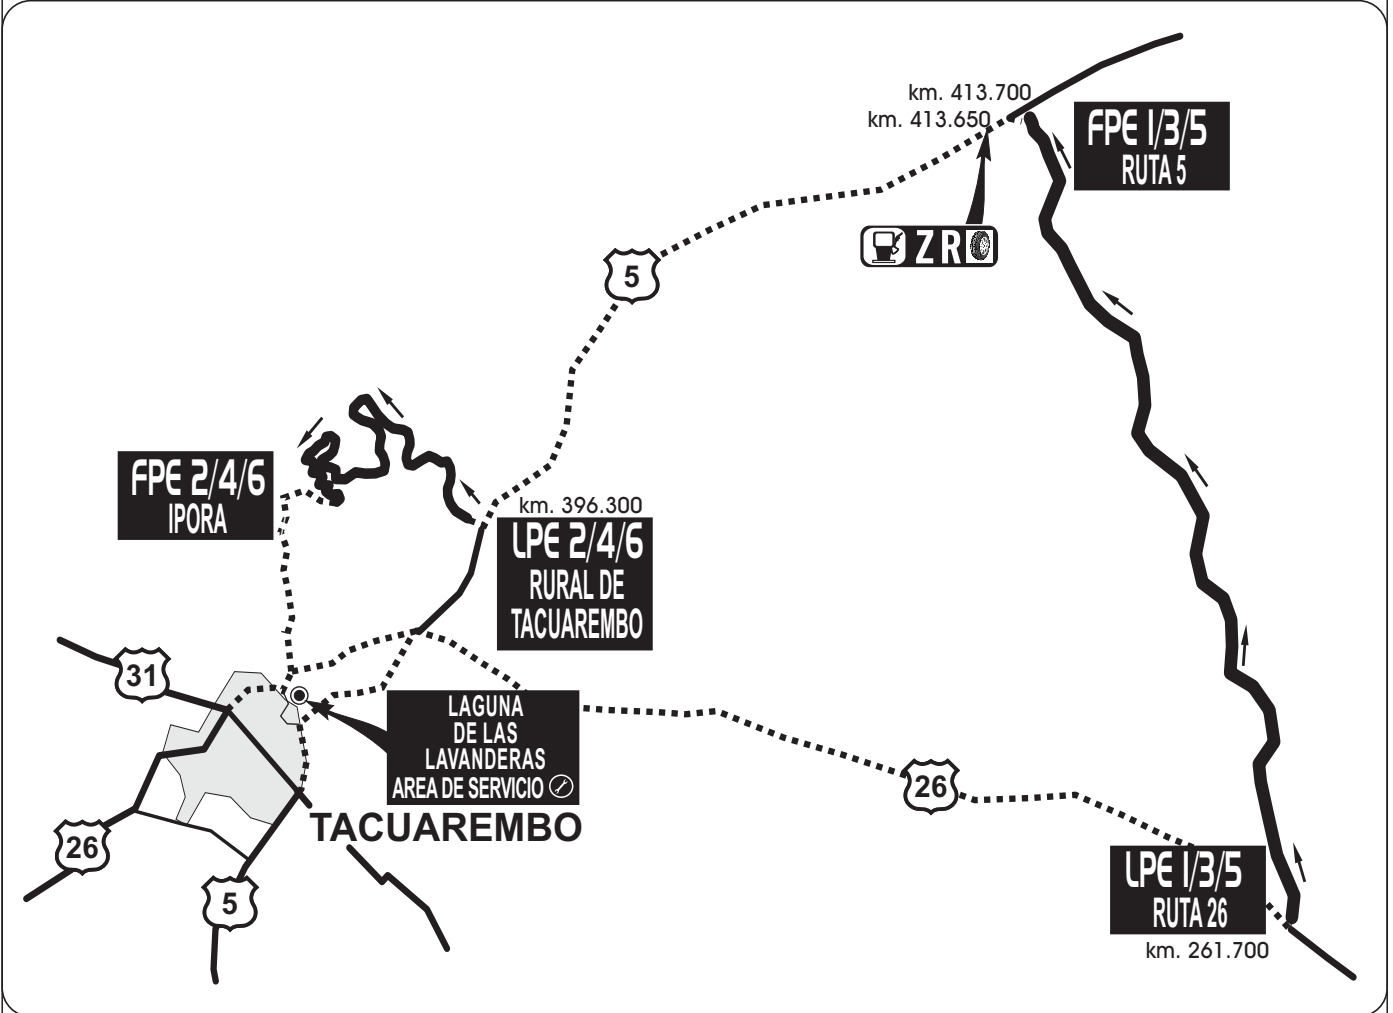 km. 413.700
km. 413.650
FPE 1/3/5
RUTA 5
ZR
5
FPE 2/4/6
IPORA
km. 396.300
LPE 2/4/6
RURAL DE
TACUAREMBO
31
LAGUNA
DE LAS
LAVANDERAS
AREA DE SERVICIO
26
TACUAREMBO
26
5
LPE 1/3/5
RUTA 26
km. 261.700